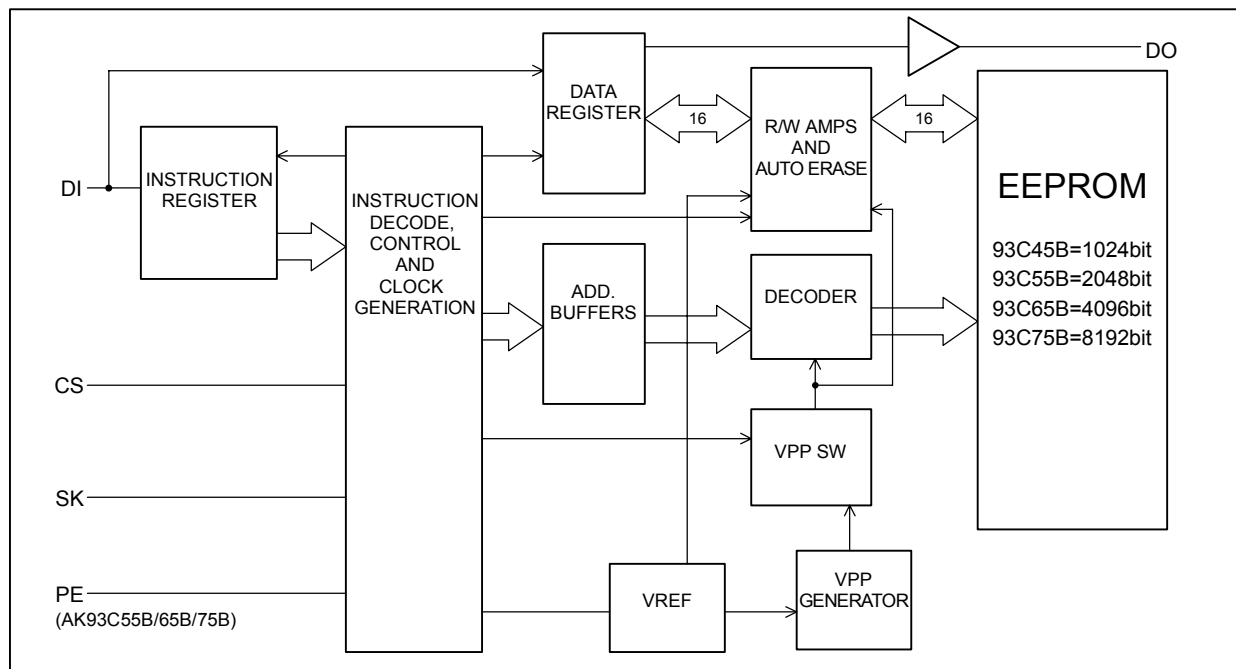 DO
DATA
REGISTER
16
R/W AMPS
AND
AUTO ERASE
16
EEPROM
93C45B=1024bit
93C55B=2048bit
93C65B=4096bit
93C75B=8192bit
DI
INSTRUCTION
REGISTER
INSTRUCTION
DECODE,
CONTROL
AND
CLOCK
GENERATION
ADD.
BUFFERS
DECODER
CS
VPP SW
SK
PE
(AK93C55B/65B/75B)
VREF
VPP
GENERATOR